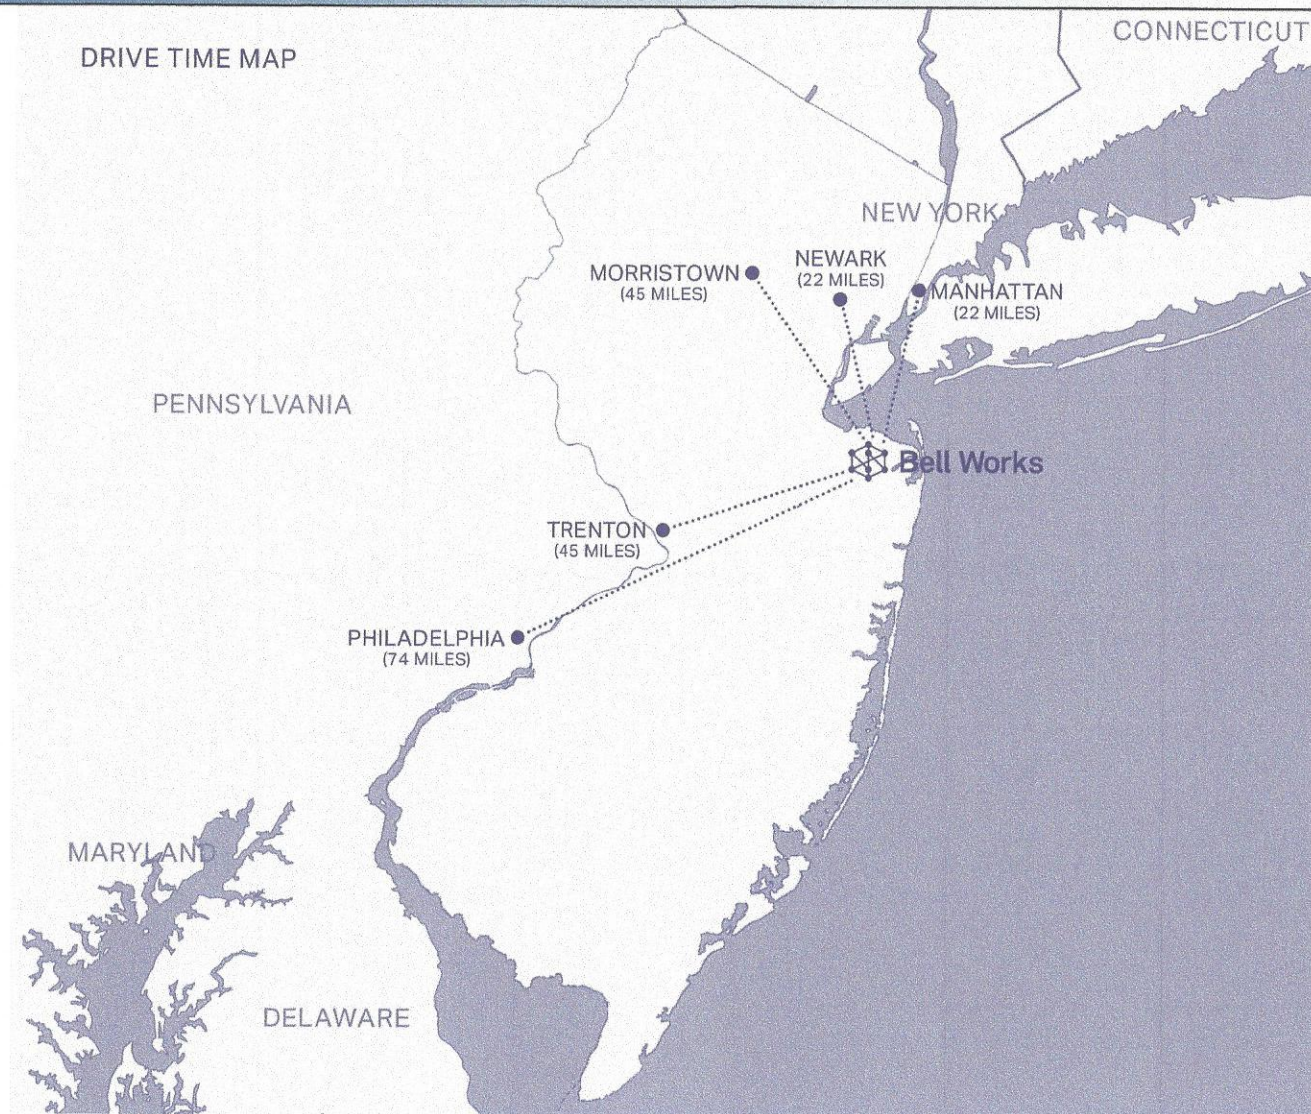 CONNECTICUT
DRIVE TIME MAP
NEW YORK
NEWARK
(22 MILES)
MORRISTOWN
(45 MILES)
MANHATTAN
(22 MILES)
PENNSYLVANIA
Bell Works
TRENTON
(45 MILES)
PHILADELPHIA
(74 MILES)
MARYLAND
DELAWARE